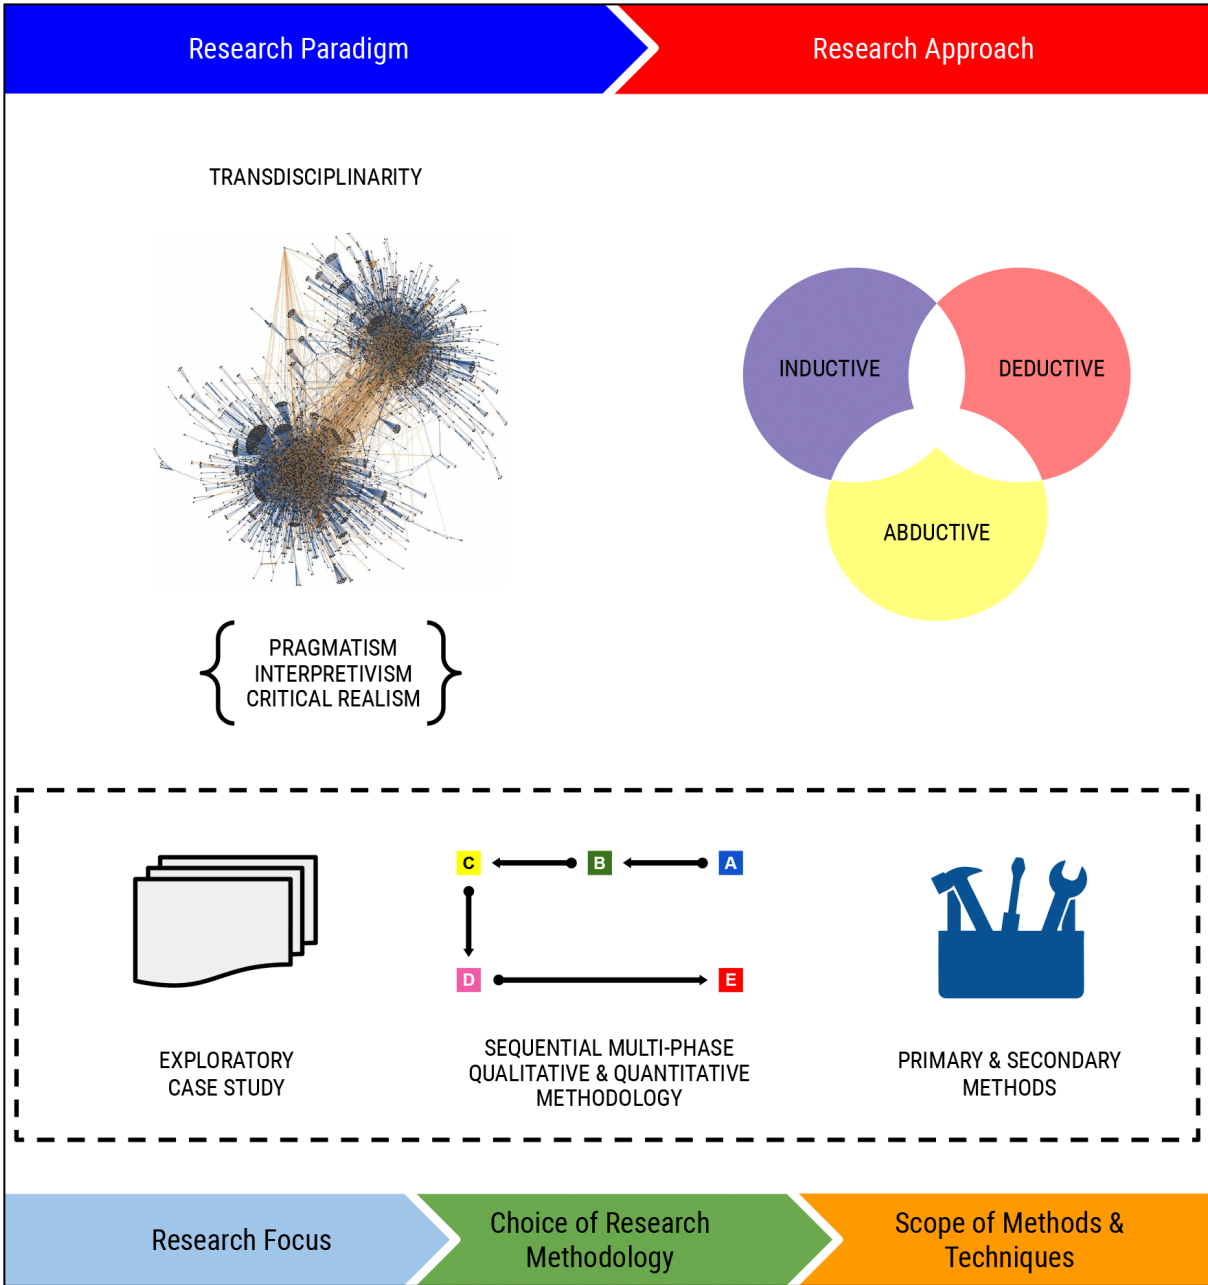 Research Paradigm
Research Approach
TRANSDISCIPLINARITY
INDUCTIVE
DEDUCTIVE
ABDUCTIVE
PRAGMATISM
INTERPRETIVISM
CRITICAL REALISM
C
B
A
D
E
EXPLORATORY
CASE STUDY
SEQUENTIAL MULTI-PHASE
QUALITATIVE & QUANTITATIVE
METHODOLOGY
PRIMARY & SECONDARY
METHODS
Research Focus
Choice of Research
Methodology
Scope of Methods &
Techniques